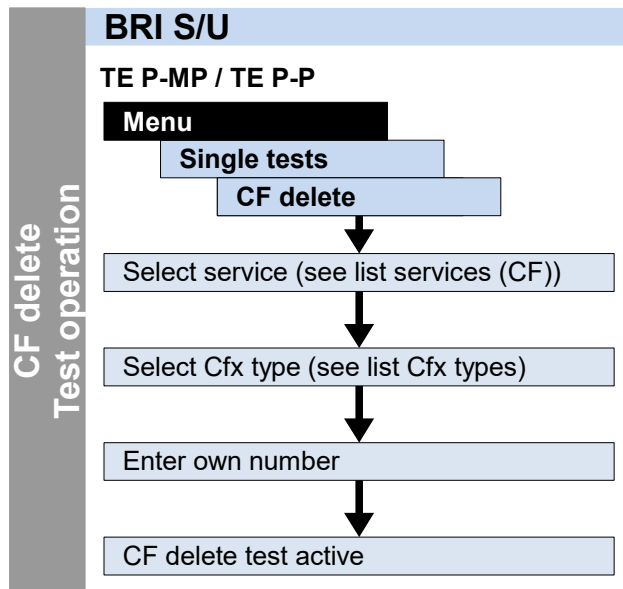 CF delete
Test operation
BRI S/U
TE P-MP / TE P-P
Menu
Single tests
CF delete
Select service (see list services (CF))
Select Cfx type (see list Cfx types)
Enter own number
CF delete test active